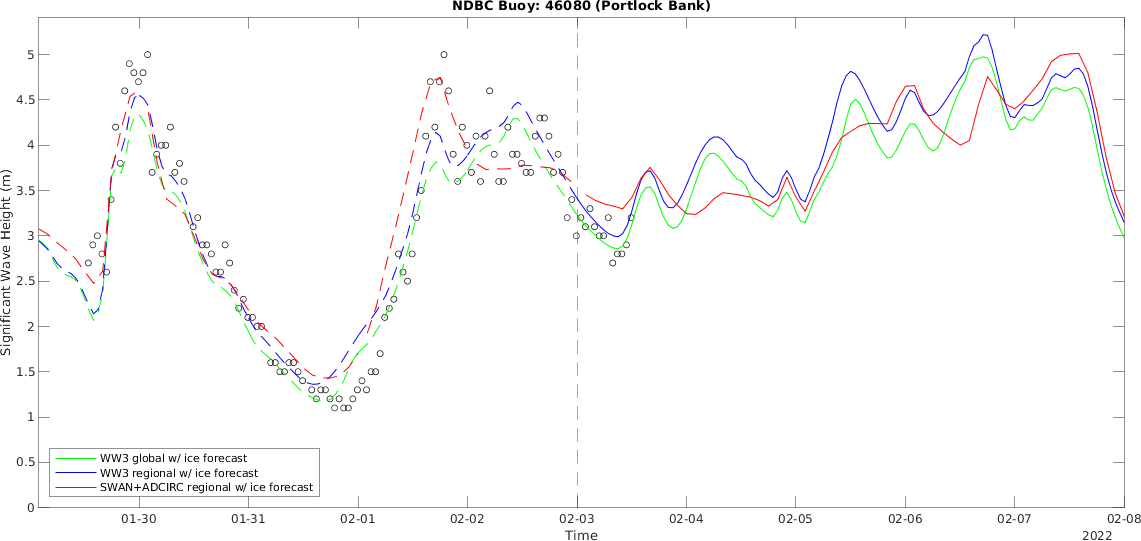 NDBC Buoy: 46080 (Portlock Bank)
Significant Wave Height (m)
5
4.5
4
3.5
3
2.5
2
1.5
1
0.5
0
WW3 global w/ ice forecast
WW3 regional w/ ice forecast
SWAN+ADCIRC regional w/ ice forecast
01-30 01-31 02-01 02-02 02-03 02-04 02-05 02-06 02-07 02-08
Time
2022